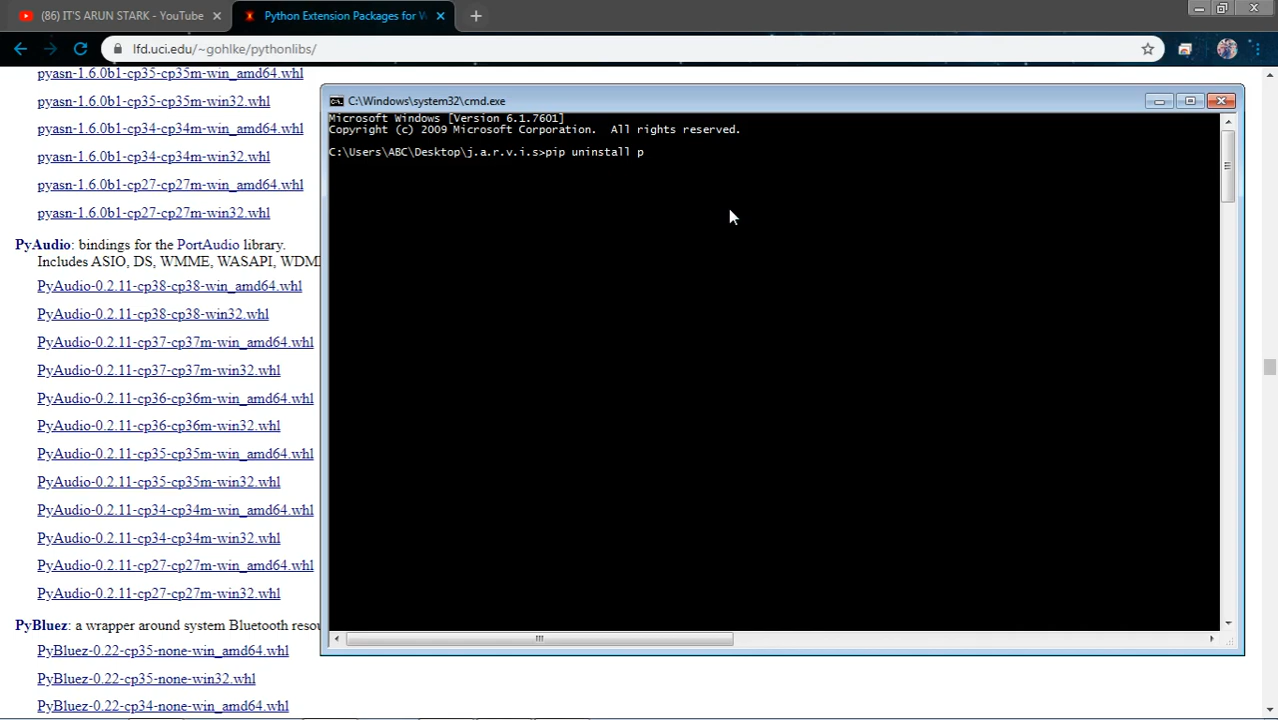 (86) IT'S ARUN STARK - YouTube
Python Extension Packages for W
lfd.uci.edu/~gohlke/pythonlibs/
pyasn-1.6.0b1-cp35-cp35m-win_amd64.whl
pyasn-1.6.0b1-cp35-cp35m-win32.whl
pyasn-1.6.0b1-cp34-cp34m-win_amd64.whl
pyasn-1.6.0b1-cp34-cp34m-win32.whl
pyasn-1.6.0b1-cp27-cp27m-win_amd64.whl
pyasn-1.6.0b1-cp27-cp27m-win32.whl
PyAudio: bindings for the PortAudio library.
Includes ASIO, DS, WMME, WASAPI, WDM
PyAudio-0.2.11-cp38-cp38-win_amd64.whl
PyAudio-0.2.11-cp38-cp38-win32.whl
PyAudio-0.2.11-cp37-cp37m-win_amd64.whl
PyAudio-0.2.11-cp37-cp37m-win32.whl
PyAudio-0.2.11-cp36-cp36m-win_amd64.whl
PyAudio-0.2.11-cp36-cp36m-win32.whl
PyAudio-0.2.11-cp35-cp35m-win_amd64.whl
PyAudio-0.2.11-cp35-cp35m-win32.whl
PyAudio-0.2.11-cp34-cp34m-win_amd64.whl
PyAudio-0.2.11-cp34-cp34m-win32.whl
PyAudio-0.2.11-cp27-cp27m-win_amd64.whl
PyAudio-0.2.11-cp27-cp27m-win32.whl
PyBluez: a wrapper around system Bluetooth resou
PyBluez-0.22-cp35-none-win_amd64.whl
PyBluez-0.22-cp35-none-win32.whl
PyBluez-0.22-cp34-none-win_amd64.whl
C:\Windows\system32\cmd.exe
Microsoft Windows [Version 6.1.7601]
Copyright (c) 2009 Microsoft Corporation.  All rights reserved.
C:\Users\ABC\Desktop\j.a.r.v.i.s>pip uninstall p